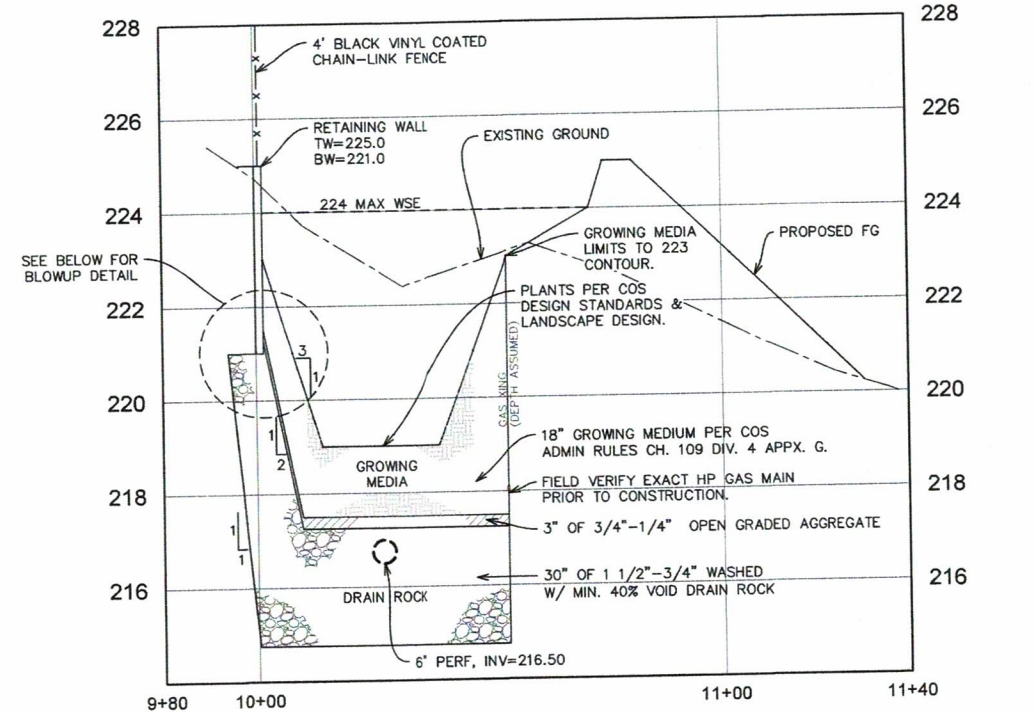 228
228
4' BLACK VINYL COATED
CHAIN-LINK FENCE
226
226
RETAINING WALL
TW=225.0
BW=221.0
EXISTING GROUND
224
224
224 MAX WSE
GROWING MEDIA
LIMITS TO 223
CONTOUR.
PROPOSED FG
SEE BELOW FOR
BLOWUP DETAIL
PLANTS PER COS
DESIGN STANDARDS &
LANDSCAPE DESIGN.
222
222
3
1
GAS XING
(DEPTH ASSUMED)
220
220
1
2
18" GROWING MEDIUM PER COS
ADMIN RULES CH. 109 DIV. 4 APPX. G.
GROWING
MEDIA
218
218
FIELD VERIFY EXACT HP GAS MAIN
PRIOR TO CONSTRUCTION.
3" OF 3/4"-1/4" OPEN GRADED AGGREGATE
1
1
216
216
30" OF 1 1/2"-3/4" WASHED
W/ MIN. 40% VOID DRAIN ROCK
DRAIN ROCK
6" PERF, INV=216.50
9+80
10+00
11+00
11+40